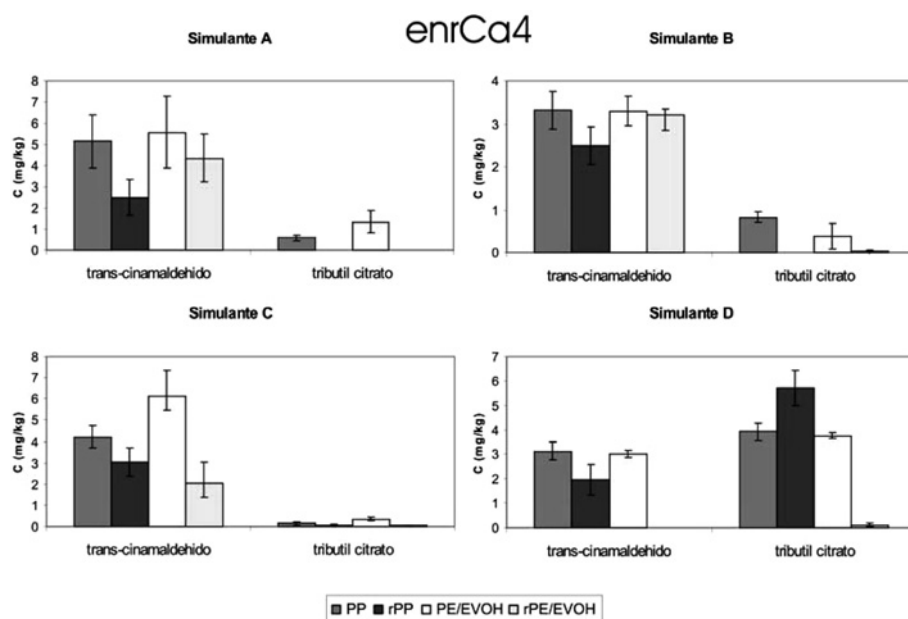 enrCa4
Simulante A
C (mg/kg)
8
7
6
5
4
3
2
1
0
trans-cinamaldehido
tributil citrato
Simulante B
C (mg/kg)
4
3
2
1
0
trans-cinamaldehido
tributil citrato
Simulante C
C (mg/kg)
8
7
6
5
4
3
2
1
0
trans-cinamaldehido
tributil citrato
Simulante D
C (mg/kg)
7
6
5
4
3
2
1
0
trans-cinamaldehido
tributil citrato
PP rPP PE/EVOH rPE/EVOH